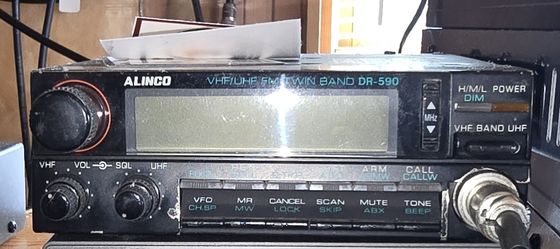 ALINCO VHF/UHF FM TWIN BAND DR-590
H/M/L POWER
DIM
MHz
VHF BAND UHF
VHF VOL SQL UHF
ARM CALL
MW CALLW
VFO MR CANCEL SCAN MUTE TONE
CH.SP MW LOCK SKIP ABX BEEP